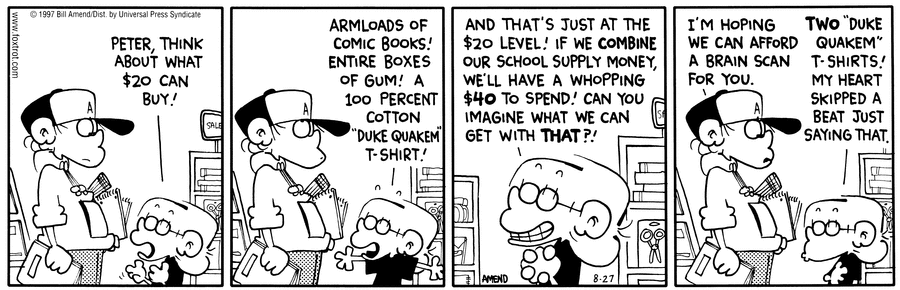 © 1997 Bill Amend/Dist. by Universal Press Syndicate
www.foxtrot.com
PETER, THINK
ABOUT WHAT
$20 CAN
BUY!
A
SALE
ARMLOADS OF
COMIC BOOKS!
ENTIRE BOXES
OF GUM! A
100 PERCENT
COTTON
"DUKE QUAKEM"
T-SHIRT!
A
AND THAT'S JUST AT THE
$20 LEVEL! IF WE COMBINE
OUR SCHOOL SUPPLY MONEY,
WE'LL HAVE A WHOPPING
$40 TO SPEND! CAN YOU
IMAGINE WHAT WE CAN
GET WITH THAT?!
AMEND
8-27
I'M HOPING
WE CAN AFFORD
A BRAIN SCAN
FOR YOU.
A
TWO "DUKE
QUAKEM"
T-SHIRTS!
MY HEART
SKIPPED A
BEAT JUST
SAYING THAT.